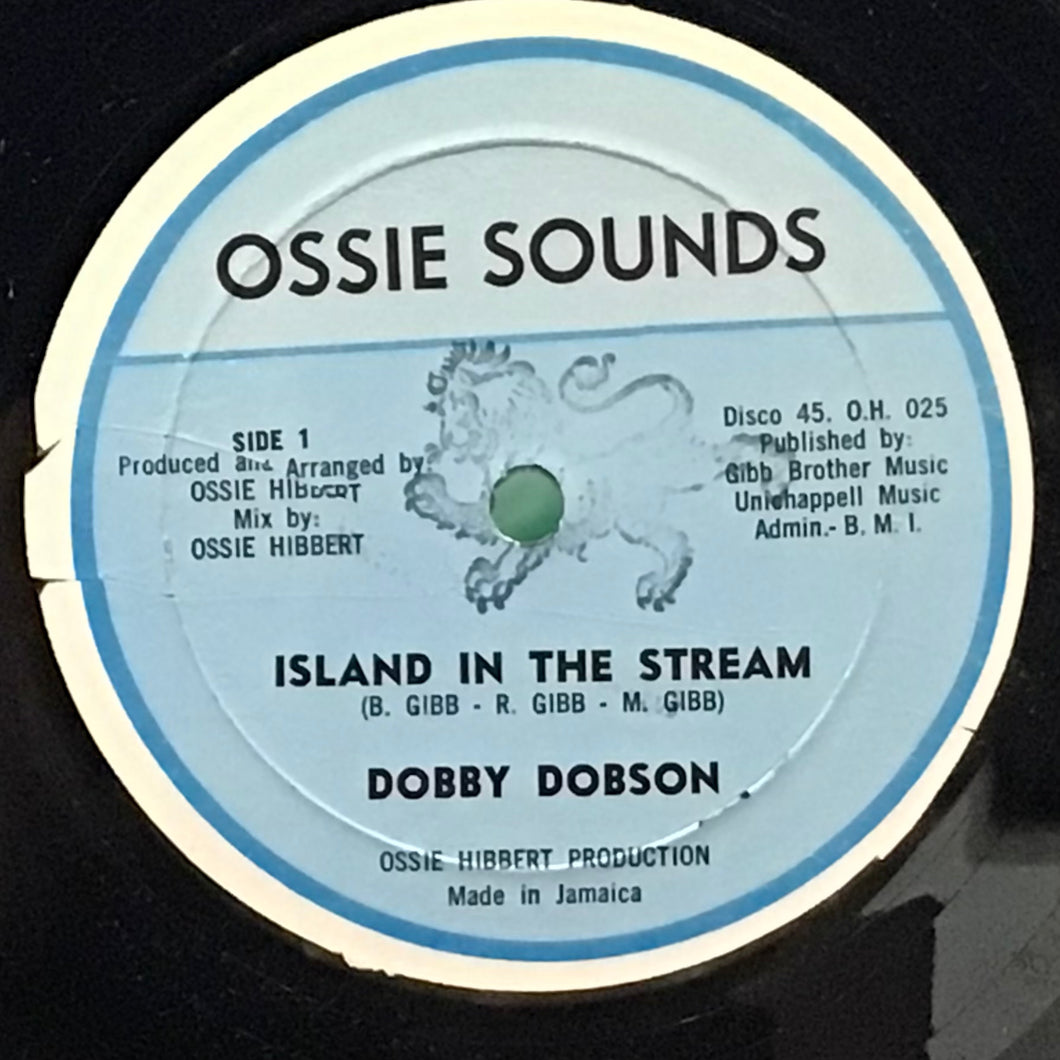 OSSIE SOUNDS
SIDE 1
Produced and Arranged by:
OSSIE HIBBERT
Mix by:
OSSIE HIBBERT
Disco 45. O.H. 025
Published by:
Gibb Brother Music
Unichappell Music
Admin.- B. M. I.
ISLAND IN THE STREAM
(B. GIBB - R. GIBB - M. GIBB)
DOBBY DOBSON
OSSIE HIBBERT PRODUCTION
Made in Jamaica